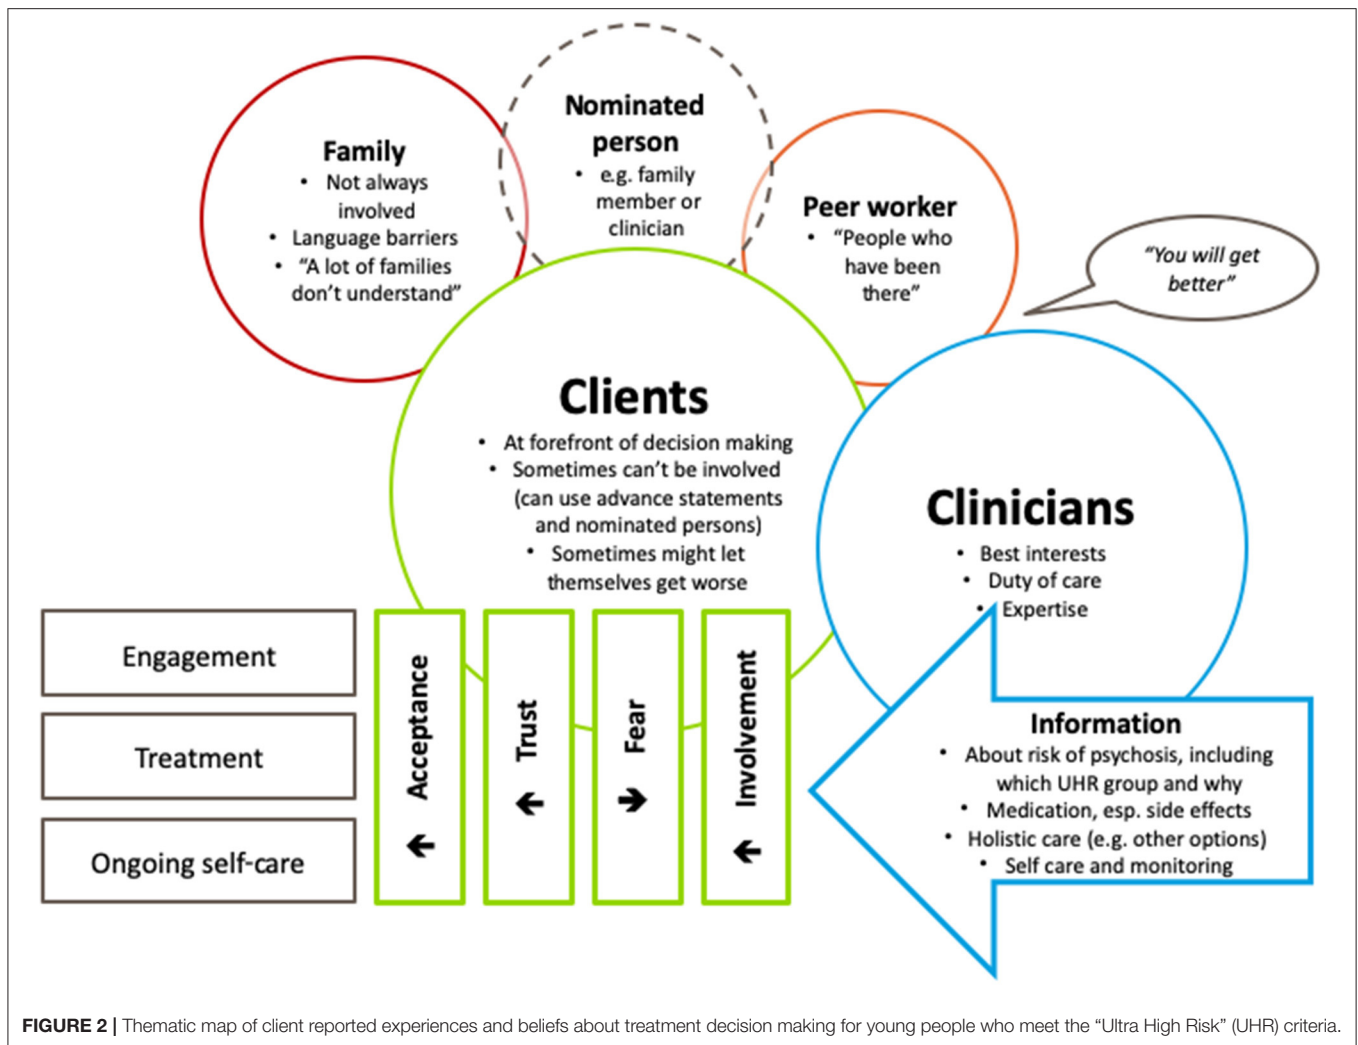 Nominated
person
• e.g. family
member or
clinician
Family
• Not always
involved
• Language barriers
• “A lot of families
don’t understand”
Peer worker
• “People who
have been
there”
“You will get
better”
Clients
• At forefront of decision making
• Sometimes can’t be involved
(can use advance statements
and nominated persons)
• Sometimes might let
themselves get worse
Clinicians
• Best interests
• Duty of care
• Expertise
Engagement
Treatment
Ongoing self-care
← Acceptance
← Trust
→ Fear
← Involvement
Information
• About risk of psychosis, including
which UHR group and why
• Medication, esp. side effects
• Holistic care (e.g. other options)
• Self care and monitoring
FIGURE 2 | Thematic map of client reported experiences and beliefs about treatment decision making for young people who meet the “Ultra High Risk” (UHR) criteria.